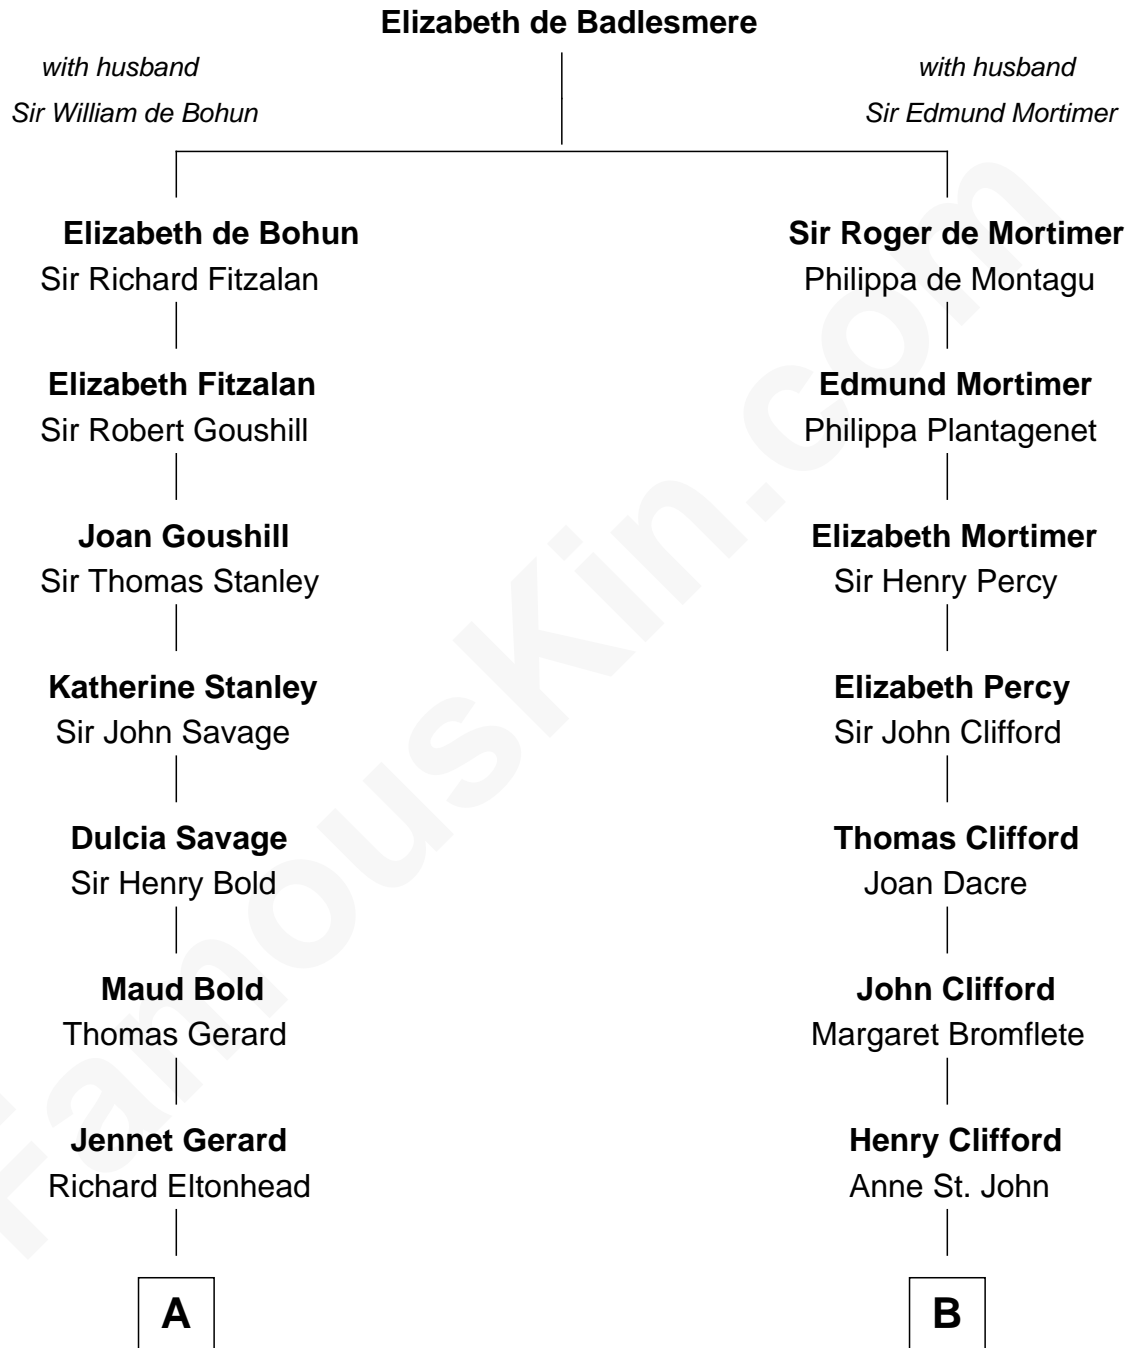 Elizabeth de Badlesmere
with husband
Sir William de Bohun
with husband
Sir Edmund Mortimer
Elizabeth de Bohun
Sir Richard Fitzalan
Sir Roger de Mortimer
Philippa de Montagu
Elizabeth Fitzalan
Sir Robert Goushill
Edmund Mortimer
Philippa Plantagenet
Joan Goushill
Sir Thomas Stanley
Elizabeth Mortimer
Sir Henry Percy
Katherine Stanley
Sir John Savage
Elizabeth Percy
Sir John Clifford
Dulcia Savage
Sir Henry Bold
Thomas Clifford
Joan Dacre
Maud Bold
Thomas Gerard
John Clifford
Margaret Bromflete
Jennet Gerard
Richard Eltonhead
Henry Clifford
Anne St. John
A
B
FamousKin.com